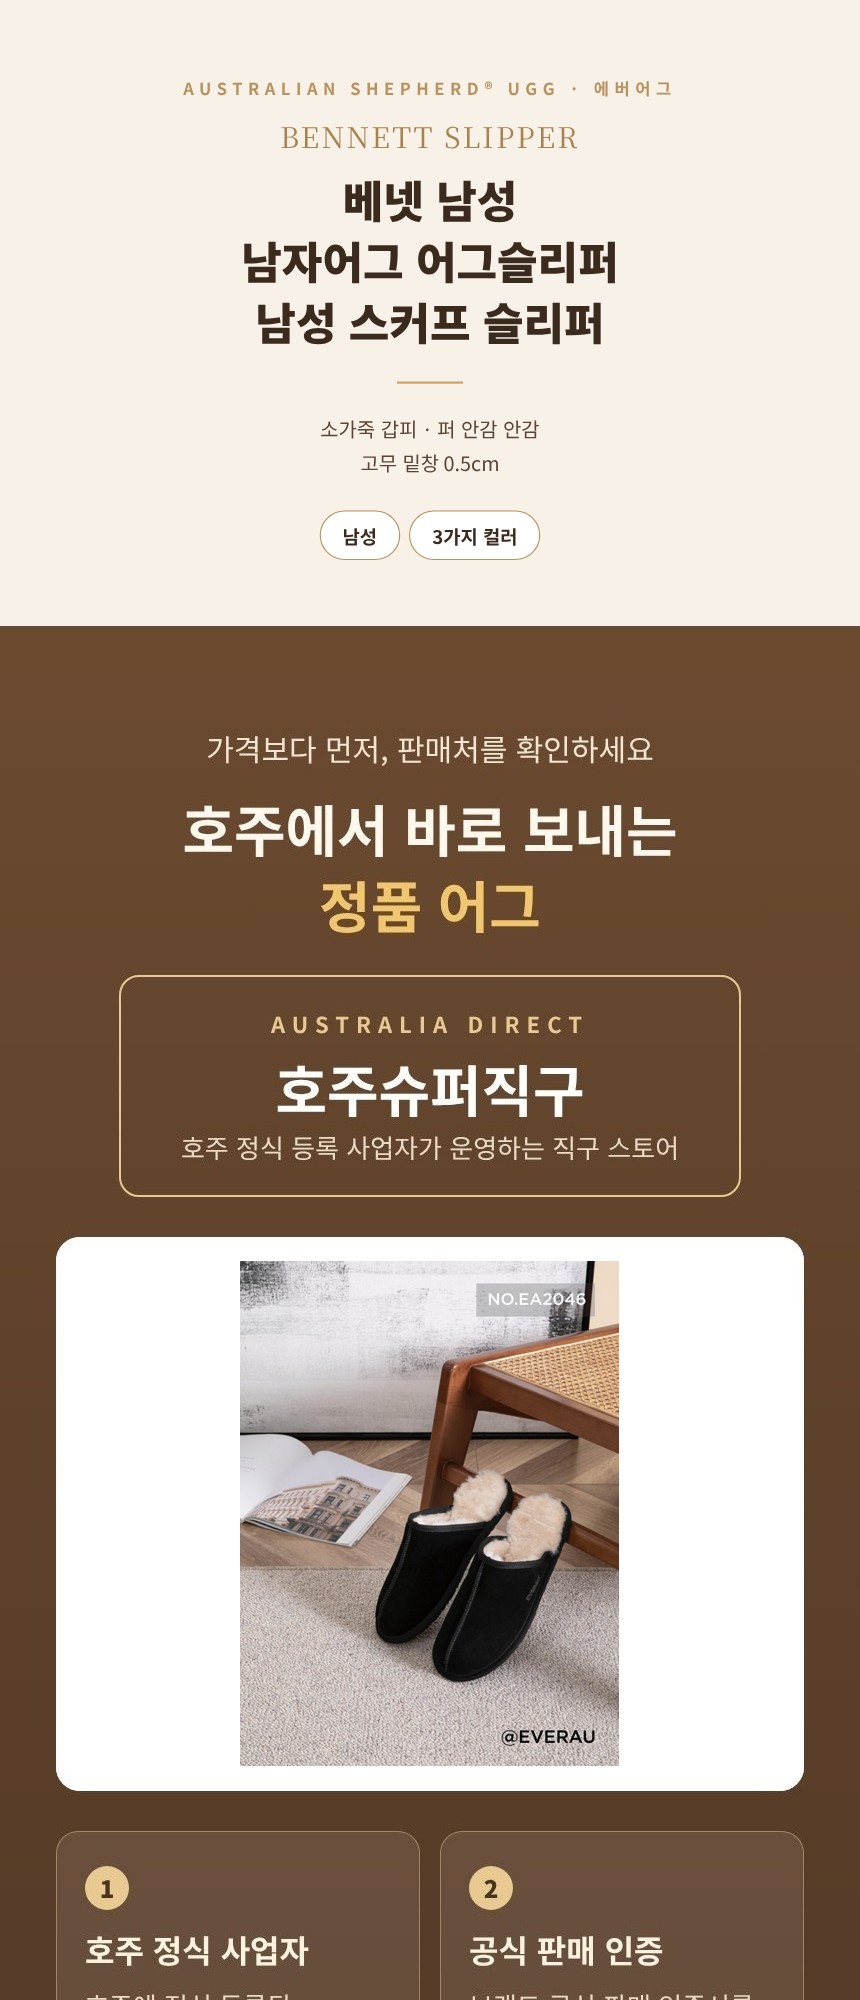 AUSTRALIAN SHEPHERD® UGG · 에버어그
BENNETT SLIPPER
베넷 남성
남자어그 어그슬리퍼
남성 스커프 슬리퍼
소가죽 갑피 · 퍼 안감 안감
고무 밑창 0.5cm
남성
3가지 컬러
가격보다 먼저, 판매처를 확인하세요
호주에서 바로 보내는
정품 어그
AUSTRALIA DIRECT
호주슈퍼직구
호주 정식 등록 사업자가 운영하는 직구 스토어
NO.EA2046
@EVERAU
1
호주 정식 사업자
2
공식 판매 인증